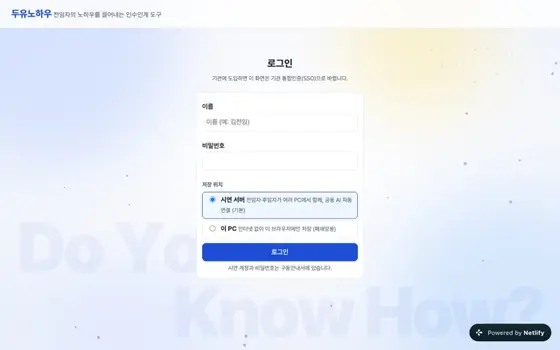 두유노하우 전임자의 노하우를 끌어내는 인수인계 도구
로그인
기관에 도입하면 이 화면은 기관 통합인증(SSO)으로 바뀝니다.
이름
이름 (예: 김전임)
비밀번호
저장 위치
시연 서버 전임자·후임자가 여러 PC에서 함께, 공용 AI 자동
연결 (기본)
이 PC 인터넷 없이 이 브라우저에만 저장 (폐쇄망용)
로그인
시연 계정과 비밀번호는 구동안내서에 있습니다.
Do Yo
Know How?
Powered by Netlify